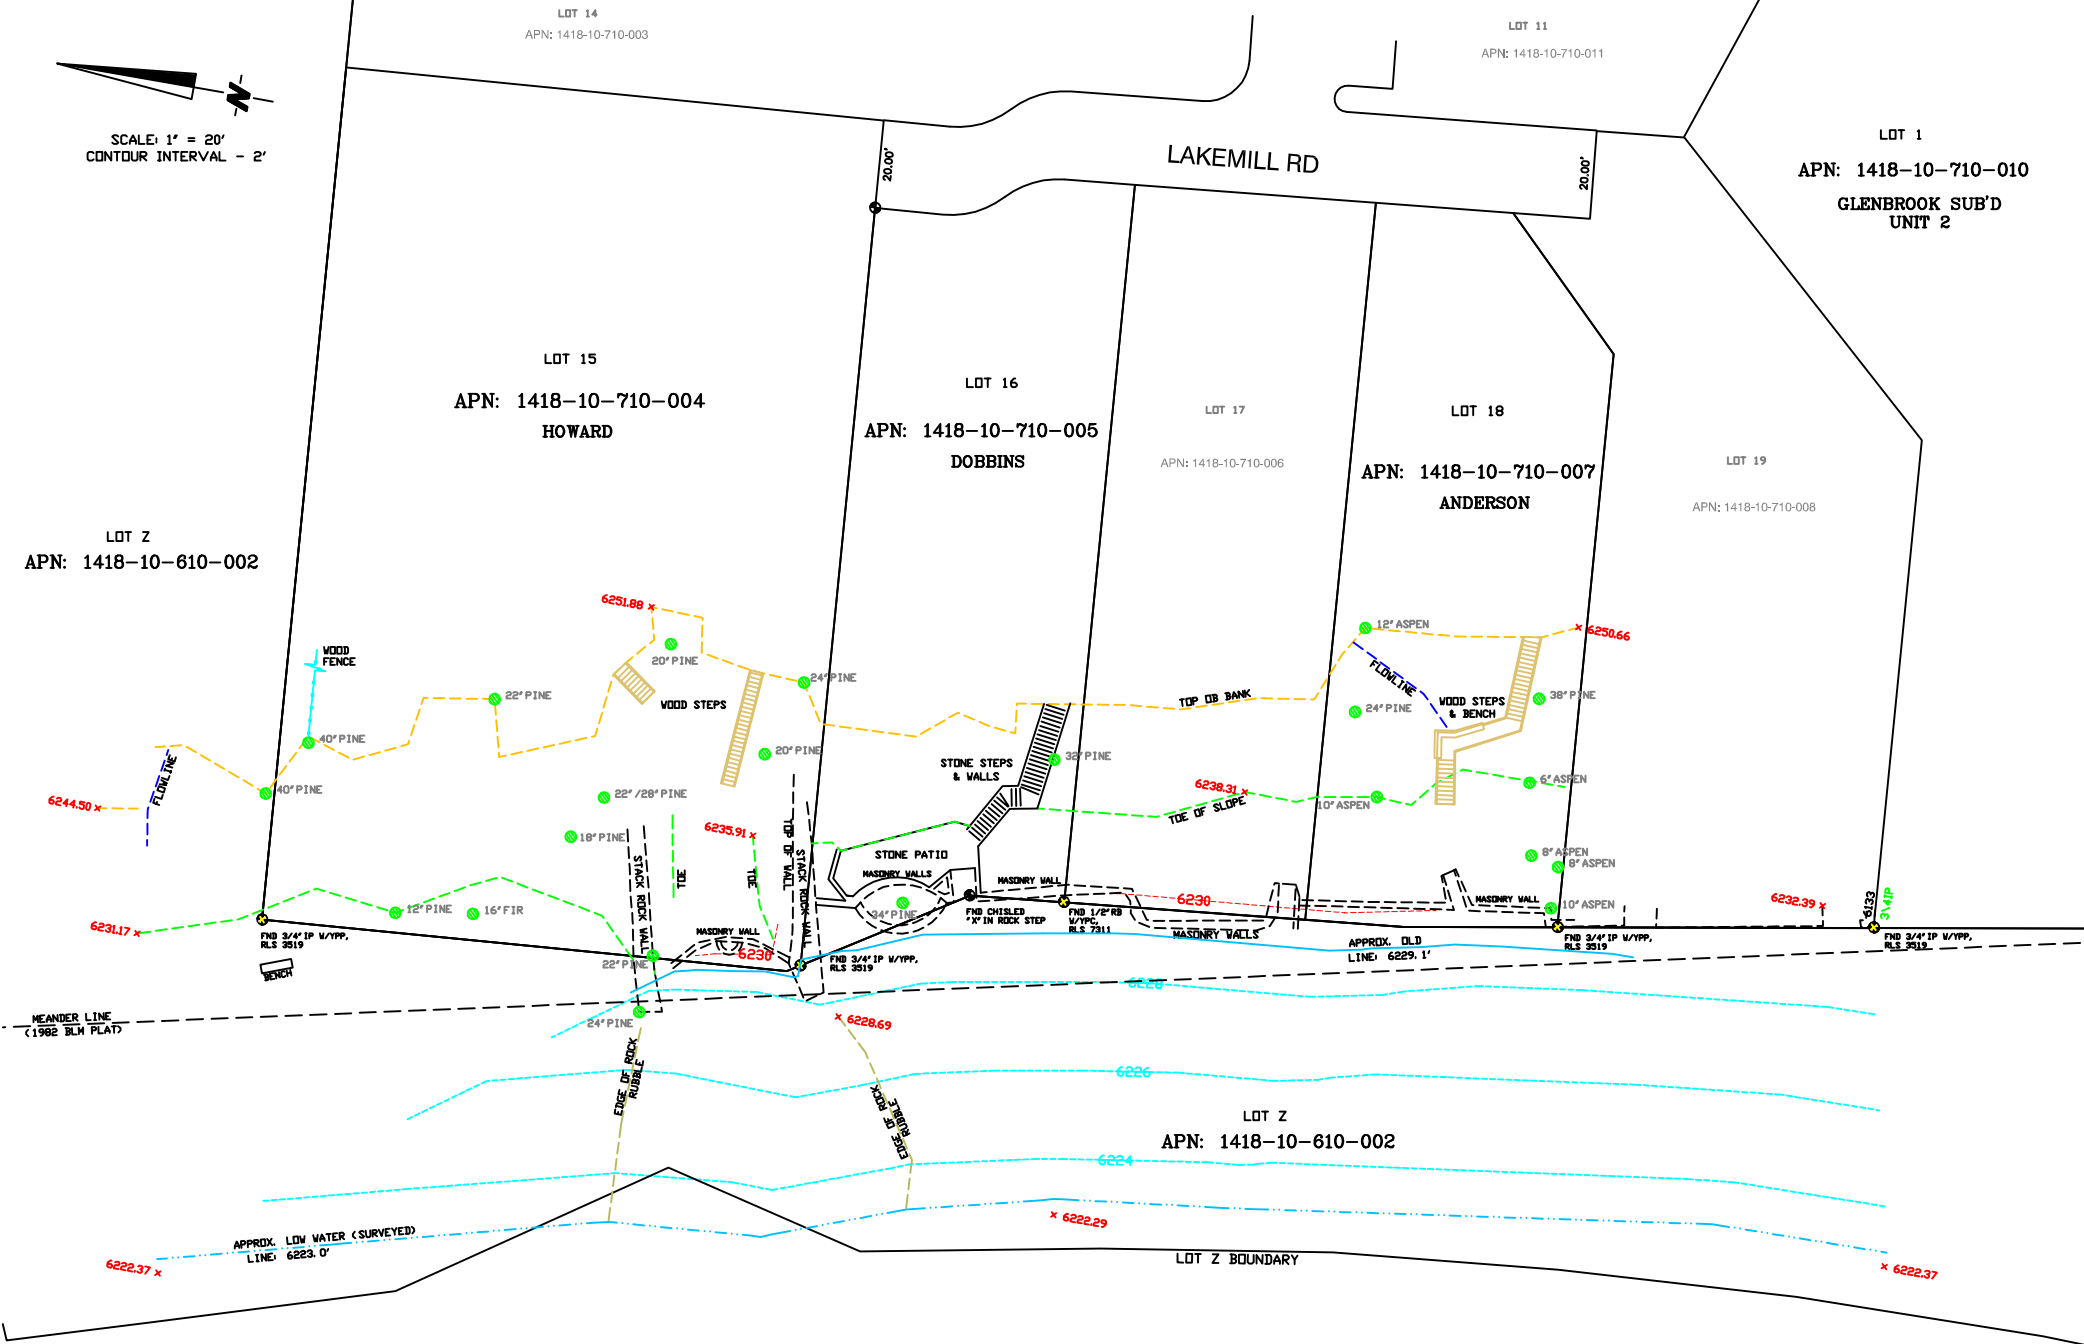 LOT 14
APN: 1418-10-710-003
LOT 11
APN: 1418-10-710-011
N
SCALE: 1" = 20'
CONTOUR INTERVAL - 2'
20.00'
LAKEMILL RD
20.00'
LOT 1
APN: 1418-10-710-010
GLENBROOK SUB'D
UNIT 2
LOT 15
APN: 1418-10-710-004
HOWARD
LOT 16
APN: 1418-10-710-005
DOBBINS
LOT 17
APN: 1418-10-710-006
LOT 18
APN: 1418-10-710-007
ANDERSON
LOT 19
APN: 1418-10-710-008
LOT Z
APN: 1418-10-610-002
6251.88
20" PINE
WOOD
FENCE
22" PINE
WOOD STEPS
24" PINE
40" PINE
20" PINE
FLOWLINE
40" PINE
6244.50
22"/28" PINE
18" PINE
6235.91
TOP OF WALL
STACK ROCK WALL
TOE
TOE
STACK ROCK WALL
12" PINE
16" FIR
6231.17
FND 3/4" IP W/YPP,
RLS 3519
BENCH
MASONRY WALL
6230
22" PINE
24" PINE
FND 3/4" IP W/YPP,
RLS 3519
STONE STEPS
& WALLS
32" PINE
STONE PATIO
MASONRY WALLS
34" PINE
MASONRY WALL
FND CHISLED
"X" IN ROCK STEP
FND 1/2" RB
W/YPC,
RLS 7311
TOP OB BANK
6238.31
TOE OF SLOPE
6230
MASONRY WALLS
12" ASPEN
6250.66
FLOWLINE
24" PINE
WOOD STEPS
& BENCH
38" PINE
10" ASPEN
6" ASPEN
8" ASPEN
8" ASPEN
MASONRY WALL
10" ASPEN
6232.39
6133
3\4IP
FND 3/4" IP W/YPP,
RLS 3519
FND 3/4" IP W/YPP,
RLS 3519
APPROX. OLD
LINE: 6229.1'
MEANDER LINE
(1982 BLM PLAT)
6228
6228.69
EDGE OF ROCK
RUBBLE
EDGE OF ROCK
RUBBLE
6226
LOT Z
APN: 1418-10-610-002
6224
6222.29
APPROX. LOW WATER (SURVEYED)
LINE: 6223.0'
6222.37
LOT Z BOUNDARY
6222.37